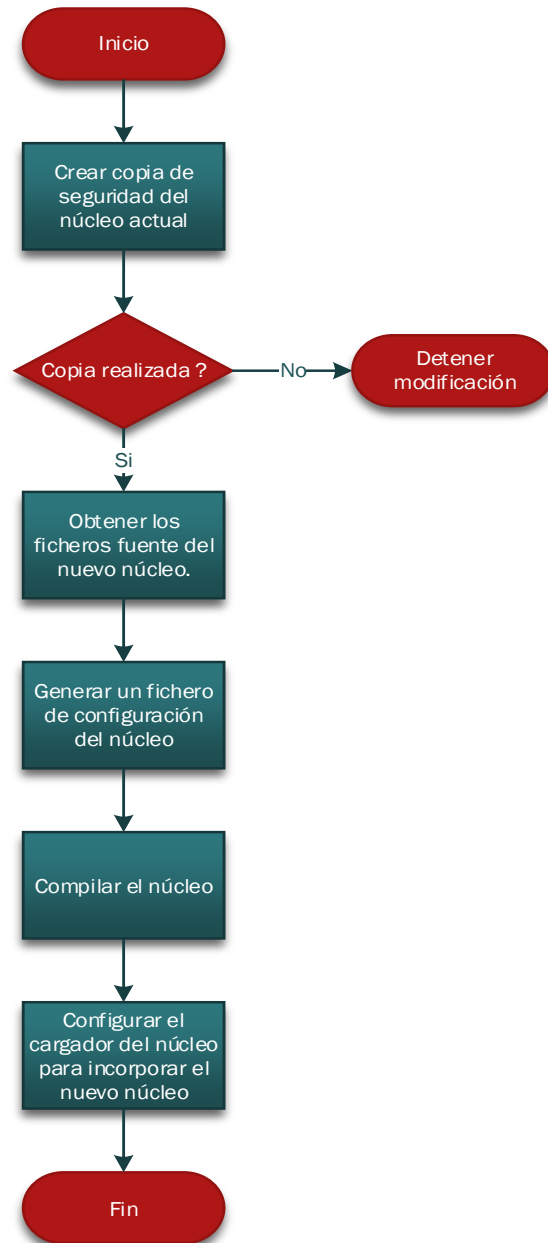 Inicio
Crear copia de
seguridad del
núcleo actual
Copia realizada ?
No
Detener
modificación
Si
Obtener los
ficheros fuente del
nuevo núcleo.
Generar un fichero
de configuración
del núcleo
Compilar el núcleo
Configurar el
cargador del núcleo
para incorporar el
nuevo núcleo
Fin